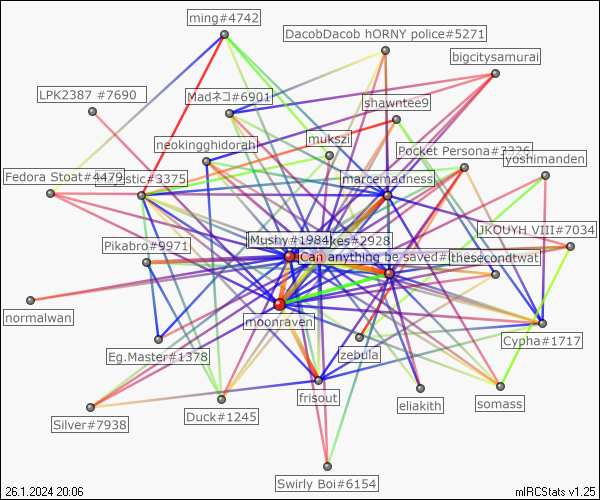 ming#4742
DacobDacob hORNY police#5271
bigcitysamurai
LPK2387 #7690
Madネコ#6901
shawntee9
neokingghidorah
mukszi
Pocket Persona#2326
yoshimanden
Fedora Stoat#4479
stic#3375
marcemadness
JKOUYH VIII#7034
Pikabro#9971
Mushy#1984
kes#2928
Can anything be saved#
thesecondtwat
normalwan
moonraven
Cypha#1717
Eg.Master#1378
zebula
frisout
eliakith
somass
Silver#7938
Duck#1245
Swirly Boi#6154
26.1.2024 20:06
mIRCStats v1.25